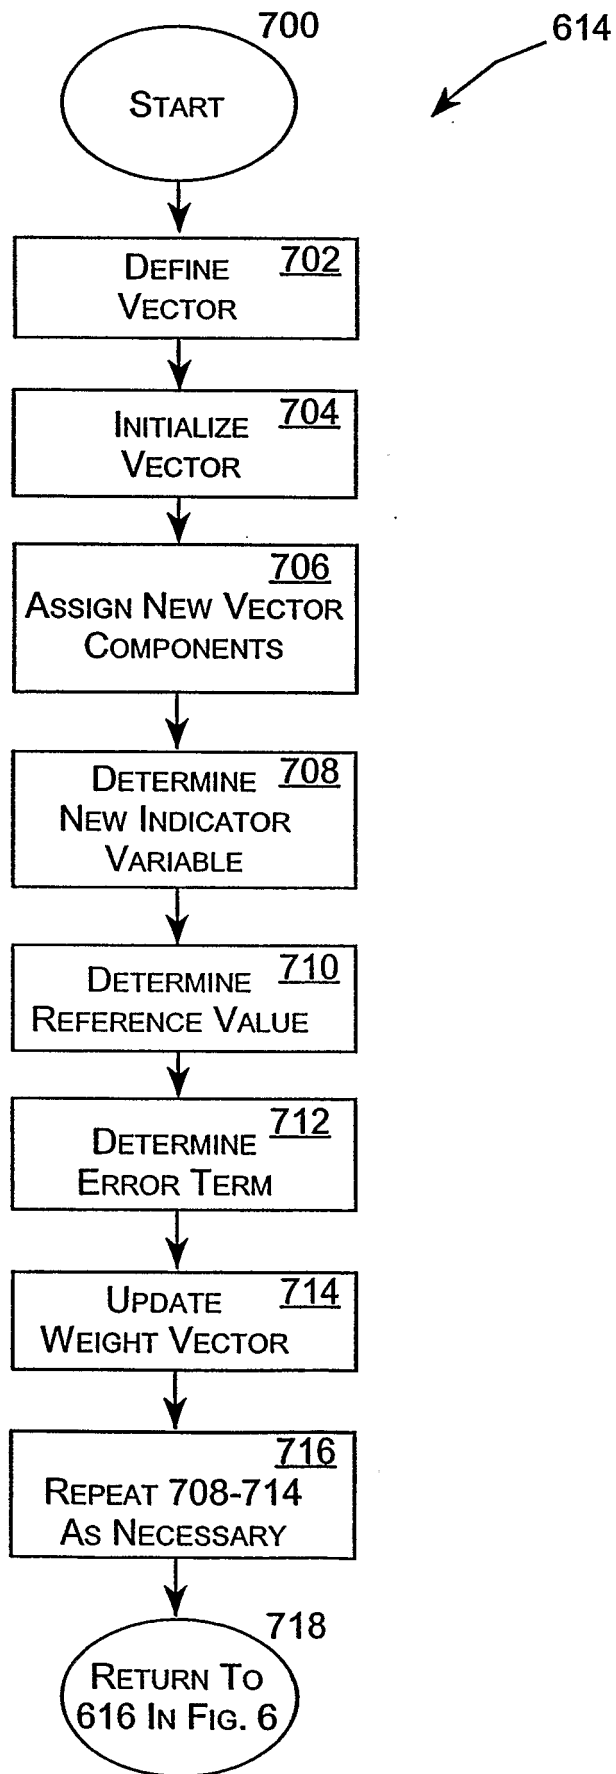 700
614
START
702
DEFINE
VECTOR
704
INITIALIZE
VECTOR
706
ASSIGN NEW VECTOR
COMPONENTS
708
DETERMINE
NEW INDICATOR
VARIABLE
710
DETERMINE
REFERENCE VALUE
712
DETERMINE
ERROR TERM
714
UPDATE
WEIGHT VECTOR
716
REPEAT 708-714
AS NECESSARY
718
RETURN TO
616 IN FIG. 6